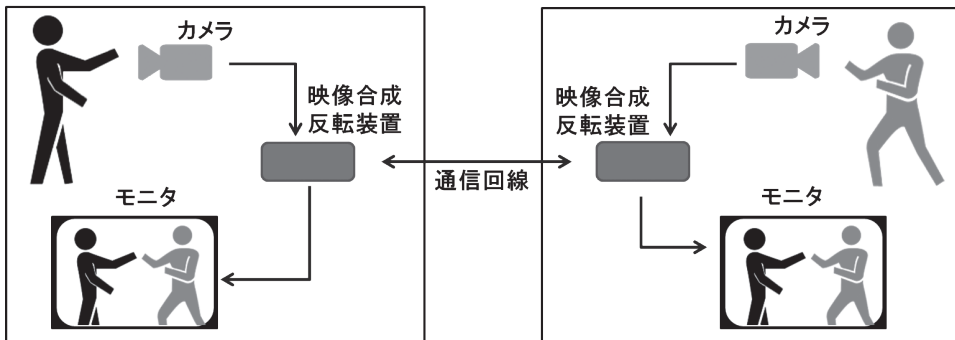 カメラ
映像合成
反転装置
モニタ
通信回線
カメラ
映像合成
反転装置
モニタ